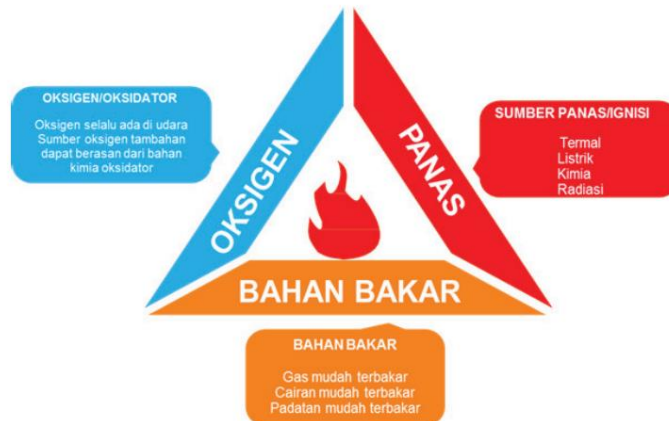 OKSIGEN/OKSIDATOR
Oksigen selalu ada di udara
Sumber oksigen tambahan
dapat berasan dari bahan
kimia oksidator
OKSIGEN
PANAS
SUMBER PANAS/IGNISI
Termal
Listrik
Kimia
Radiasi
BAHAN BAKAR
BAHAN BAKAR
Gas mudah terbakar
Cairan mudah terbakar
Padatan mudah terbakar